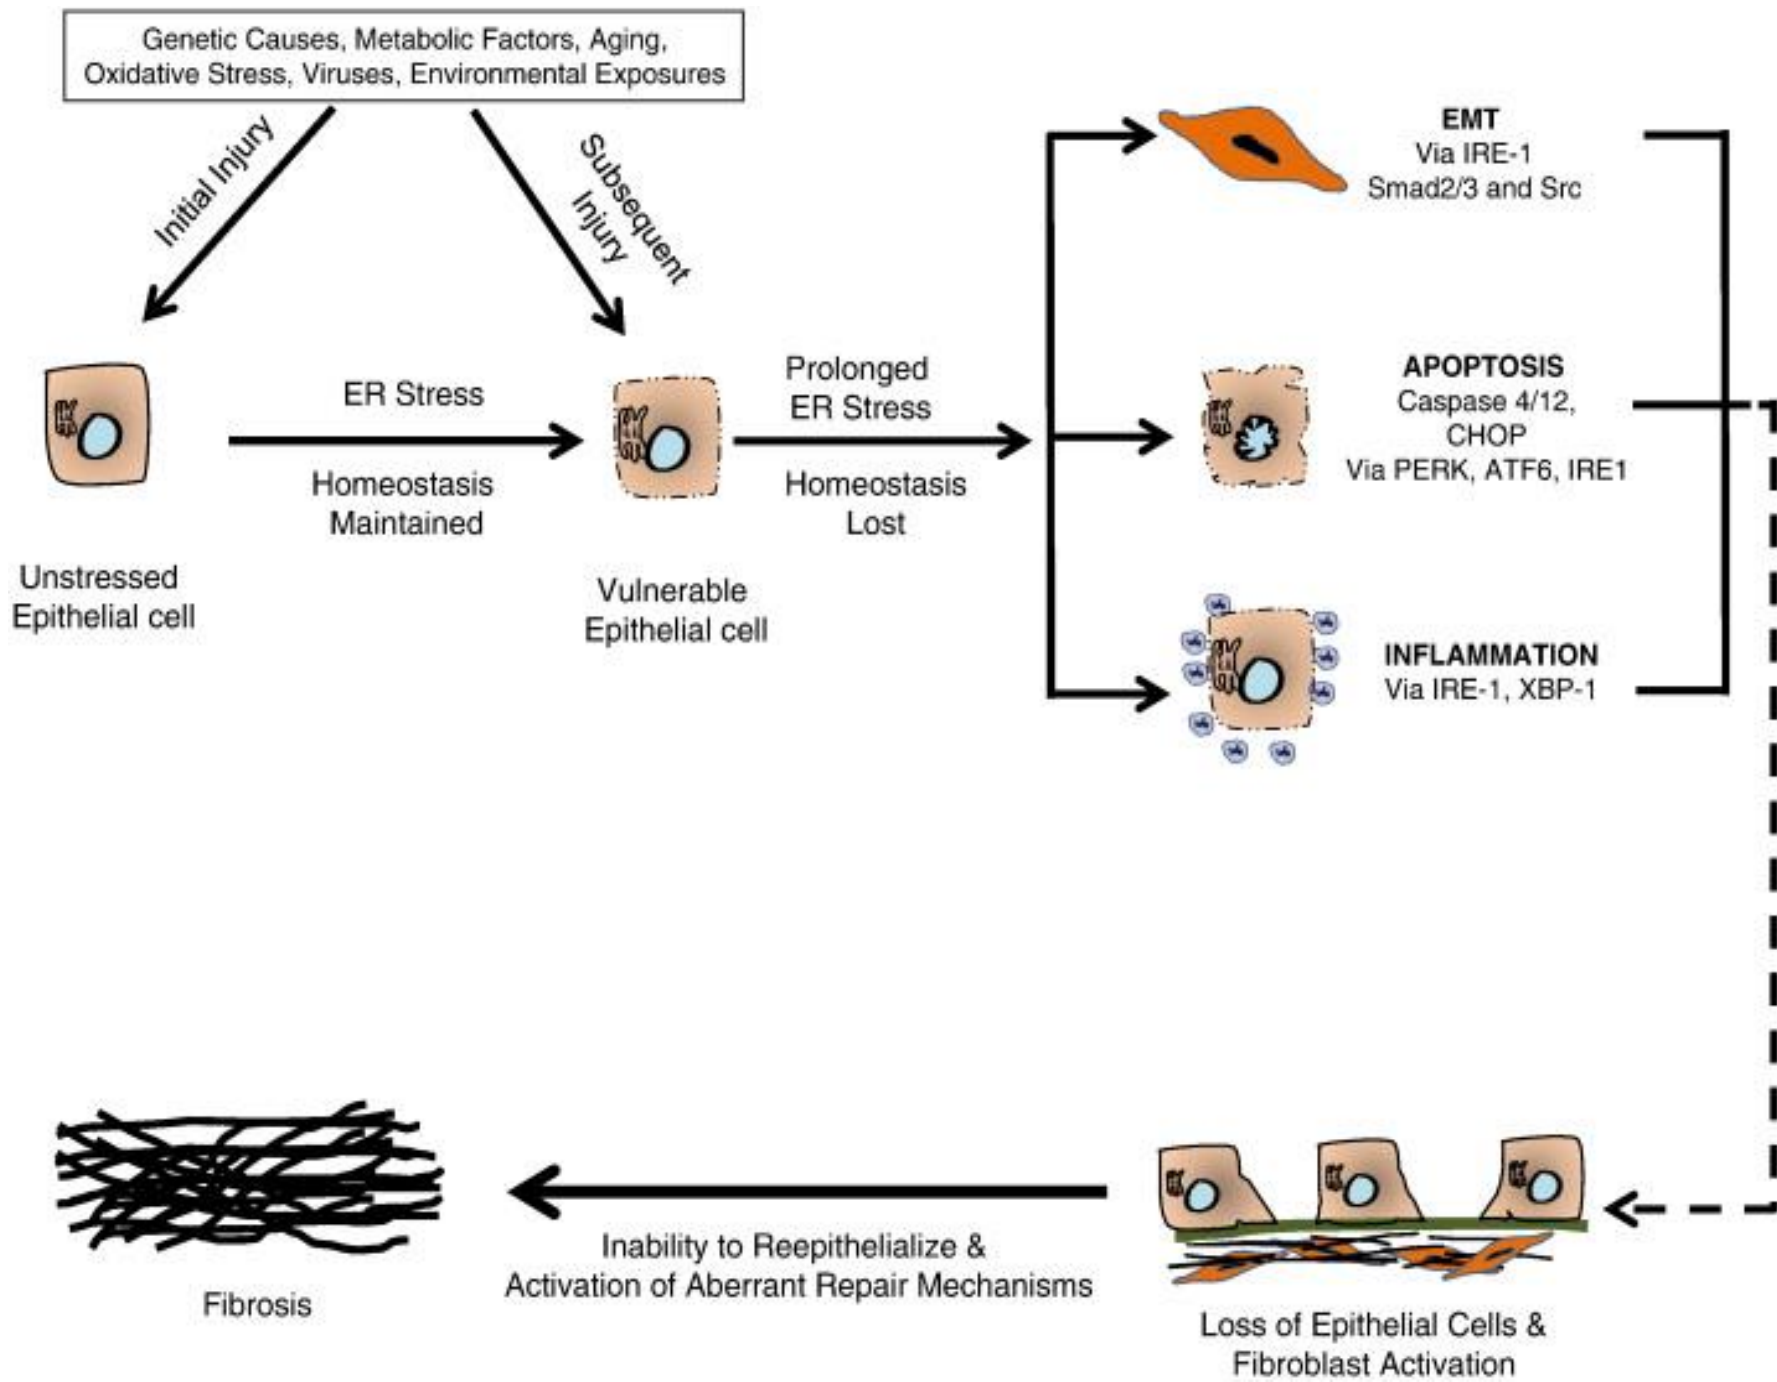 Genetic Causes, Metabolic Factors, Aging,
Oxidative Stress, Viruses, Environmental Exposures
Initial Injury
Subsequent
Injury
Unstressed
Epithelial cell
ER Stress
Homeostasis
Maintained
Vulnerable
Epithelial cell
Prolonged
ER Stress
Homeostasis
Lost
EMT
Via IRE-1
Smad2/3 and Src
APOPTOSIS
Caspase 4/12,
CHOP
Via PERK, ATF6, IRE1
INFLAMMATION
Via IRE-1, XBP-1
Loss of Epithelial Cells &
Fibroblast Activation
Inability to Reepithelialize &
Activation of Aberrant Repair Mechanisms
Fibrosis